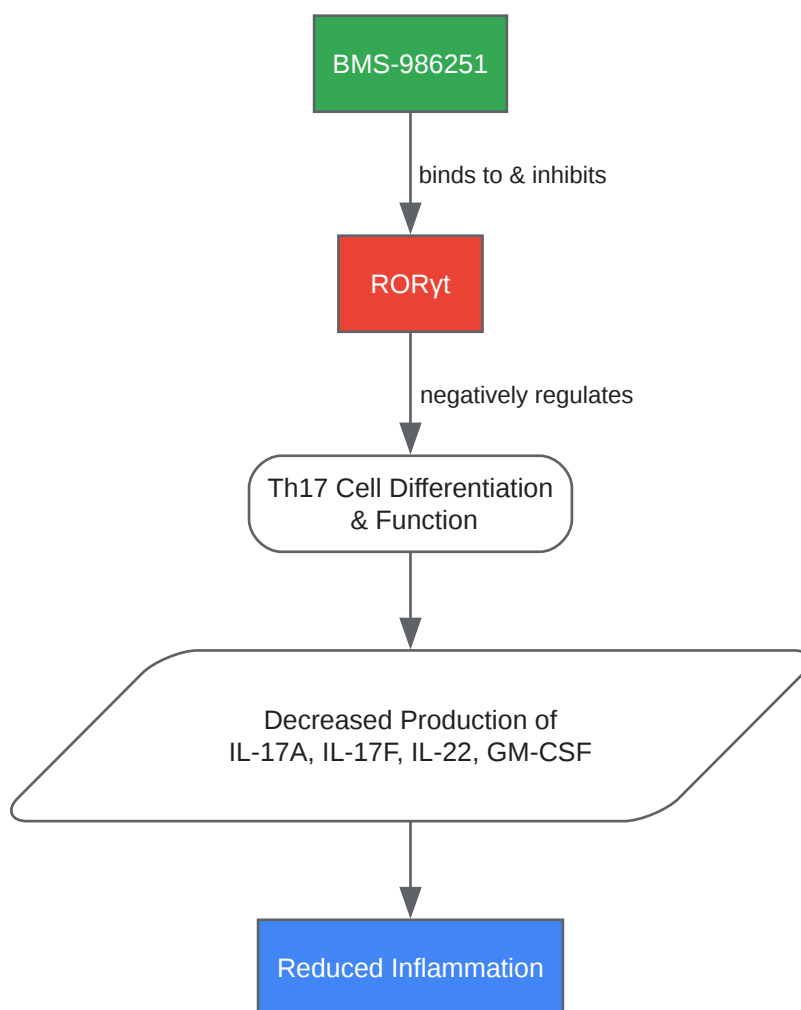 BMS-986251
binds to & inhibits
RORγt
negatively regulates
Th17 Cell Differentiation
& Function
Decreased Production of
IL-17A, IL-17F, IL-22, GM-CSF
Reduced Inflammation